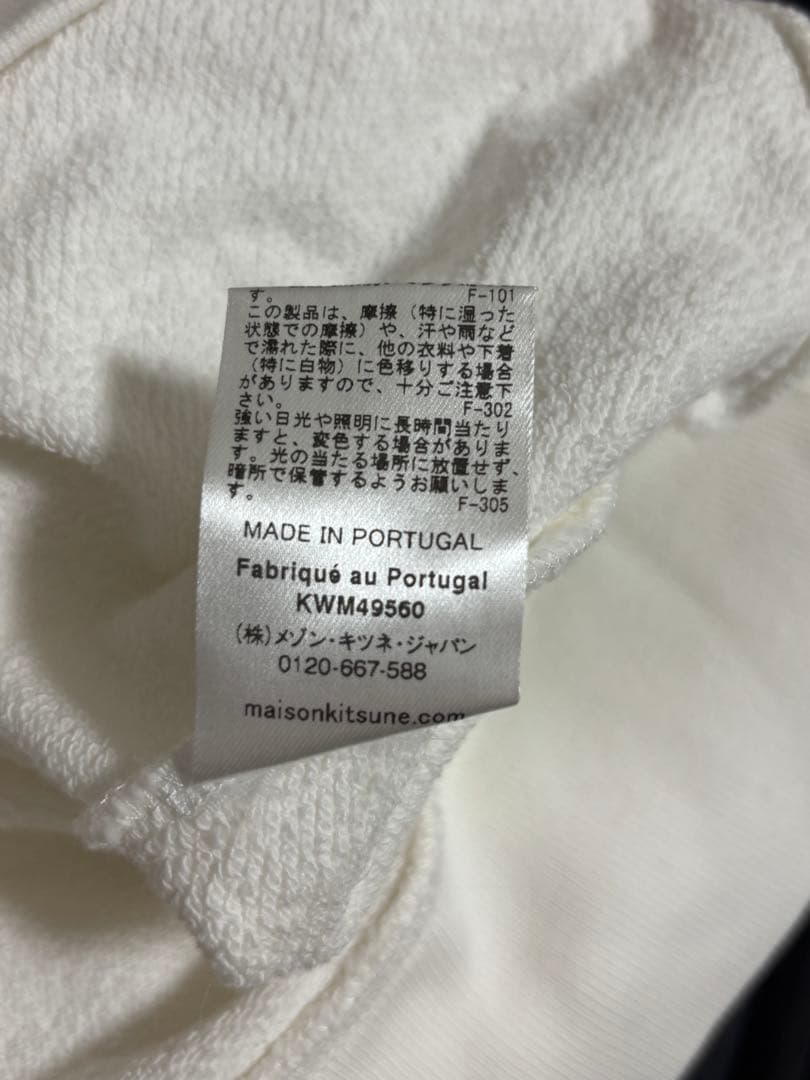 す。 F-101
この製品は、摩擦（特に湿った
状態での摩擦）や、汗や雨など
で濡れた際に、他の衣料や下着
（特に白物）に色移りする場合
がありますので、十分ご注意下
さい。 F-302
強い日光や照明に長時間当たり
ますと、変色する場合がありま
す。光の当たる場所に放置せず、
暗所で保管するようお願いしま
す。 F-305
MADE IN PORTUGAL
Fabriqué au Portugal
KWM49560
(株)メゾン・キツネ・ジャパン
0120-667-588
maisonkitsune.com